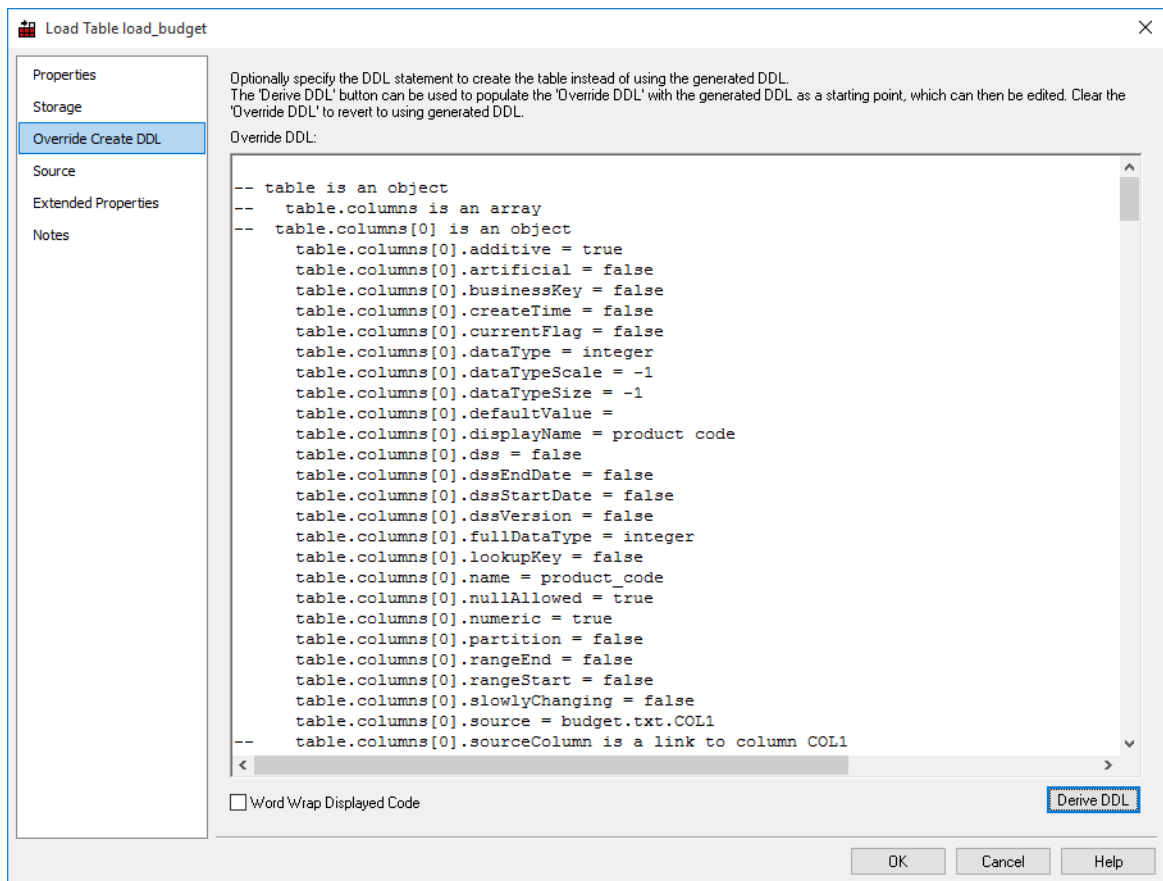 Load Table load_budget
Properties
Storage
Override Create DDL
Source
Extended Properties
Notes
Optionally specify the DDL statement to create the table instead of using the generated DDL.
The 'Derive DDL' button can be used to populate the 'Override DDL' with the generated DDL as a starting point, which can then be edited. Clear the
'Override DDL' to revert to using generated DDL.
Override DDL:
-- table is an object
--   table.columns is an array
--  table.columns[0] is an object
table.columns[0].additive = true
table.columns[0].artificial = false
table.columns[0].businessKey = false
table.columns[0].createTime = false
table.columns[0].currentFlag = false
table.columns[0].dataType = integer
table.columns[0].dataTypeScale = -1
table.columns[0].dataTypeSize = -1
table.columns[0].defaultValue =
table.columns[0].displayName = product code
table.columns[0].dss = false
table.columns[0].dssEndDate = false
table.columns[0].dssStartDate = false
table.columns[0].dssVersion = false
table.columns[0].fullDataType = integer
table.columns[0].lookupKey = false
table.columns[0].name = product_code
table.columns[0].nullAllowed = true
table.columns[0].numeric = true
table.columns[0].partition = false
table.columns[0].rangeEnd = false
table.columns[0].rangeStart = false
table.columns[0].slowlyChanging = false
table.columns[0].source = budget.txt.COL1
--    table.columns[0].sourceColumn is a link to column COL1
Word Wrap Displayed Code
Derive DDL
OK
Cancel
Help